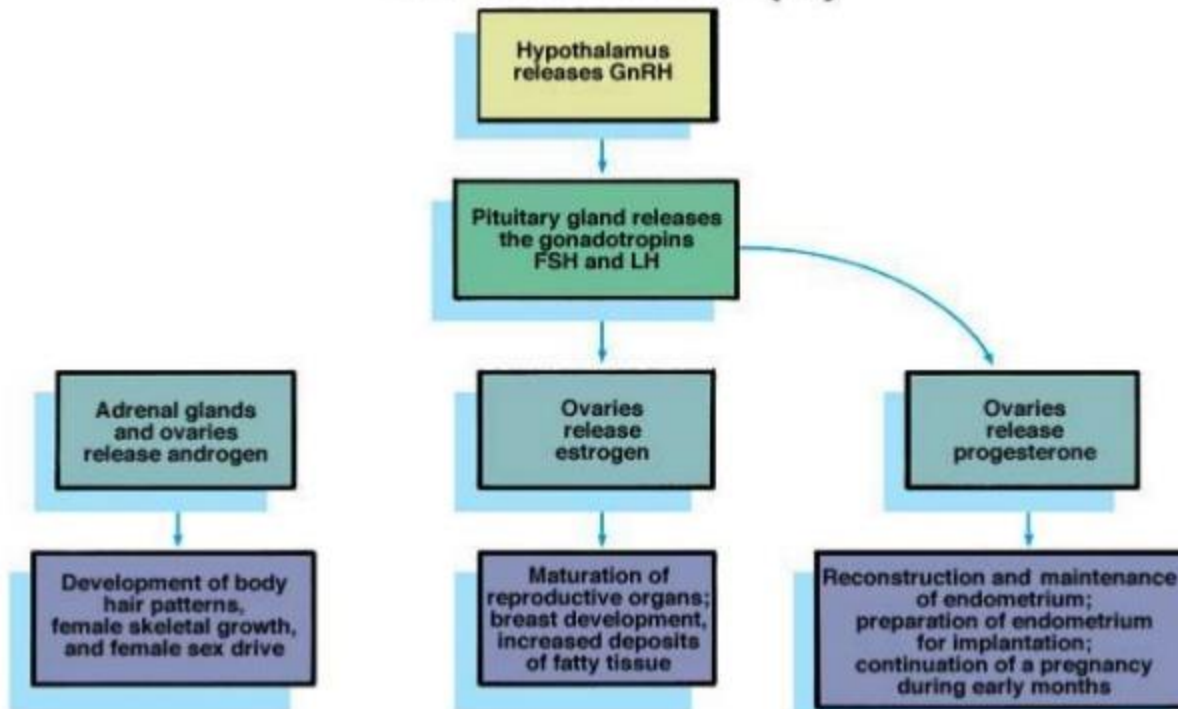 Hypothalamus
releases GnRH
Pituitary gland releases
the gonadotropins
FSH and LH
Adrenal glands
and ovaries
release androgen
Ovaries
release
estrogen
Ovaries
release
progesterone
Development of body
hair patterns,
female skeletal growth,
and female sex drive
Maturation of
reproductive organs;
breast development,
increased deposits
of fatty tissue
Reconstruction and maintenance
of endometrium;
preparation of endometrium
for implantation;
continuation of a pregnancy
during early months